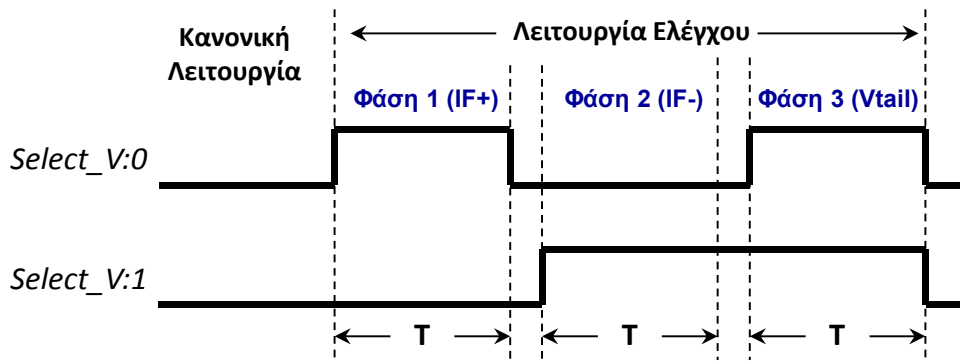 Κανονική
Λειτουργία
Λειτουργία Ελέγχου
Φάση 1 (IF+)
Φάση 2 (IF-)
Φάση 3 (Vtail)
Select_V:0
Select_V:1
T
T
T